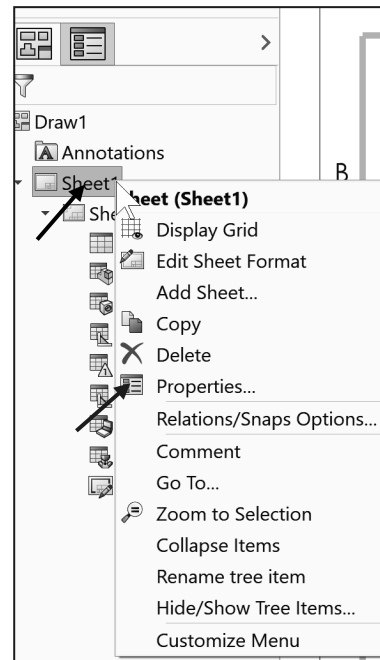 Draw1
Annotations
B
Sheet1
Sheet (Sheet1)
Display Grid
Edit Sheet Format
Add Sheet...
Copy
Delete
Properties...
Relations/Snaps Options...
Comment
Go To...
Zoom to Selection
Collapse Items
Rename tree item
Hide/Show Tree Items...
Customize Menu